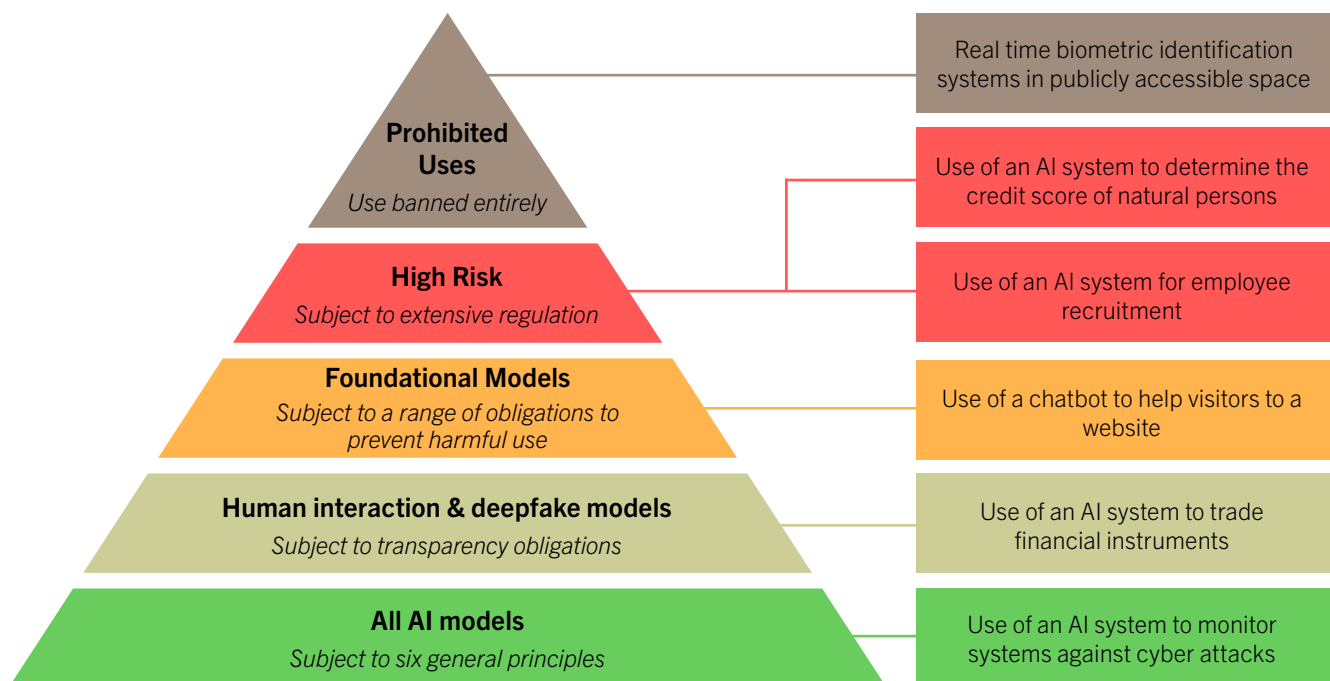 Prohibited
Uses
Use banned entirely
Real time biometric identification
systems in publicly accessible space
High Risk
Subject to extensive regulation
Use of an AI system to determine the
credit score of natural persons
Use of an AI system for employee
recruitment
Foundational Models
Subject to a range of obligations to
prevent harmful use
Use of a chatbot to help visitors to a
website
Human interaction & deepfake models
Subject to transparency obligations
Use of an AI system to trade
financial instruments
All AI models
Subject to six general principles
Use of an AI system to monitor
systems against cyber attacks